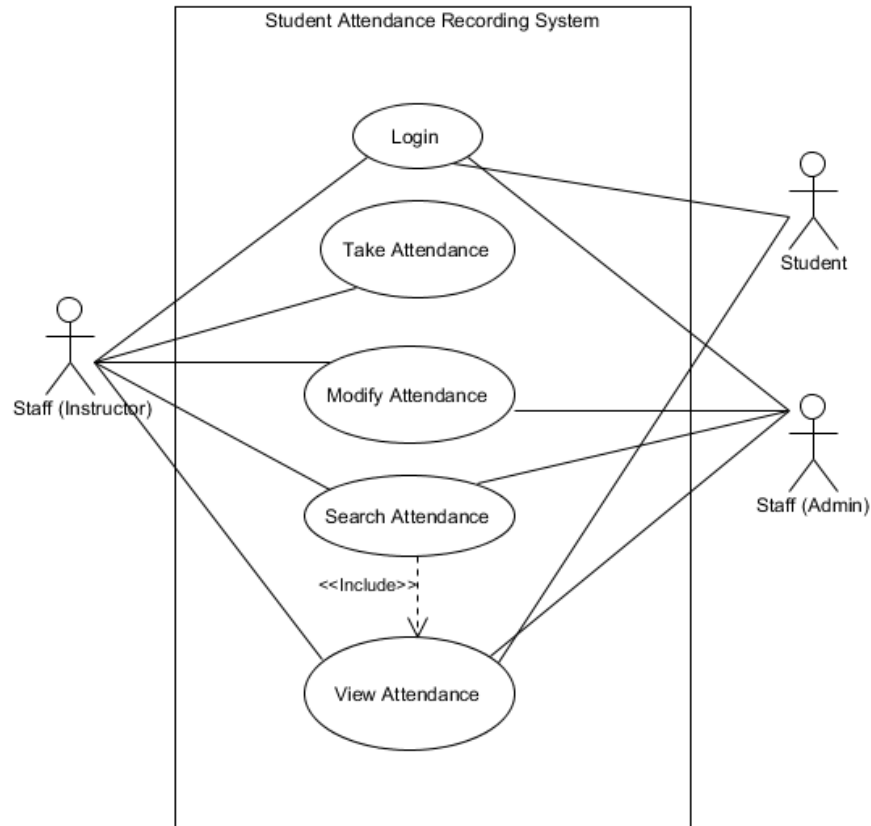 Student Attendance Recording System
Login
Take Attendance
Student
Staff (Instructor)
Modify Attendance
Search Attendance
Staff (Admin)
<<Include>>
View Attendance